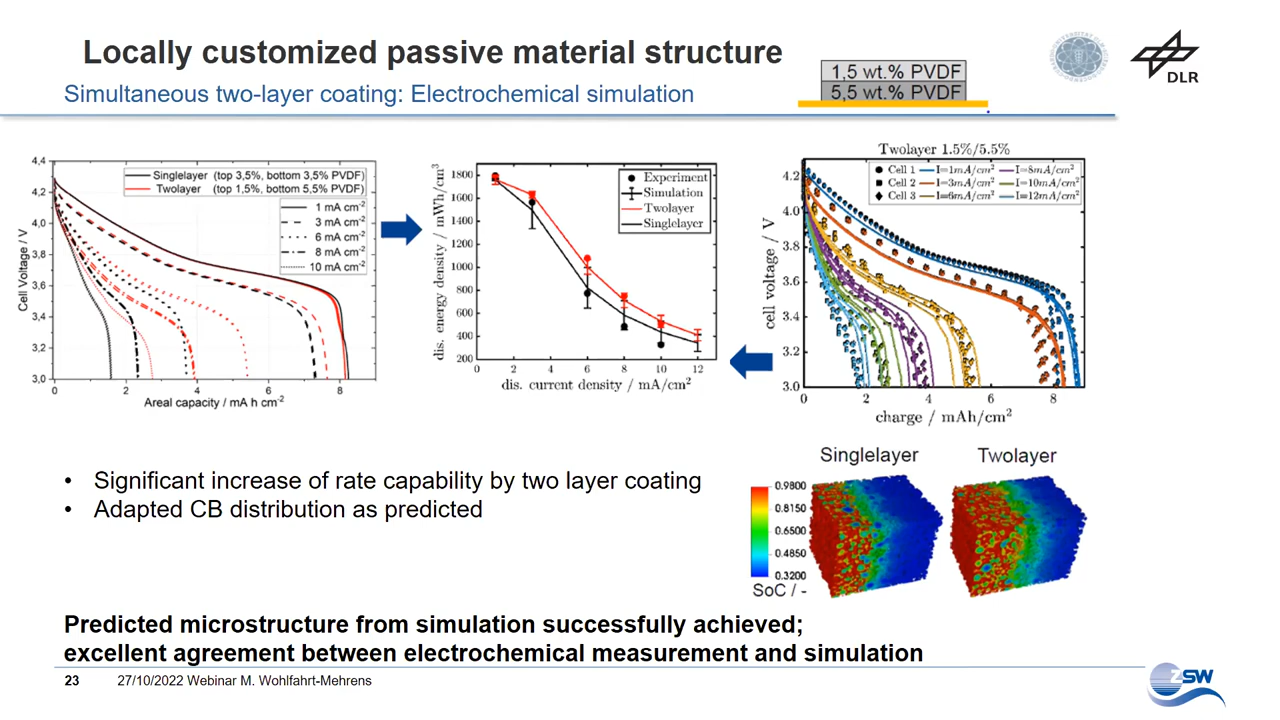 Locally customized passive material structure
Simultaneous two-layer coating: Electrochemical simulation
1,5 wt.% PVDF
5,5 wt.% PVDF
DLR
4,4
4,2
4,0
3,8
3,6
3,4
3,2
3,0
Cell Voltage / V
Singlelayer (top 3,5%, bottom 3,5% PVDF)
Twolayer (top 1,5%, bottom 5,5% PVDF)
1 mA cm-2
3 mA cm-2
6 mA cm-2
8 mA cm-2
10 mA cm-2
0 2 4 6 8
Areal capacity / mA h cm-2
dis. energy density / mWh/cm3
1800
1600
1400
1200
1000
800
600
400
200
Experiment
Simulation
Twolayer
Singlelayer
0 2 4 6 8 10 12
dis. current density / mA/cm2
Twolayer 1.5%/5.5%
cell voltage / V
4.2
4.0
3.8
3.6
3.4
3.2
3.0
Cell 1 I=1mA/cm2 I=8mA/cm2
Cell 2 I=3mA/cm2 I=10mA/cm2
Cell 3 I=6mA/cm2 I=12mA/cm2
0 2 4 6 8
charge / mAh/cm2
• Significant increase of rate capability by two layer coating
• Adapted CB distribution as predicted
Singlelayer Twolayer
0.9800
0.8150
0.6500
0.4850
0.3200
SoC / -
Predicted microstructure from simulation successfully achieved;
excellent agreement between electrochemical measurement and simulation
23 27/10/2022 Webinar M. Wohlfahrt-Mehrens
ZSW